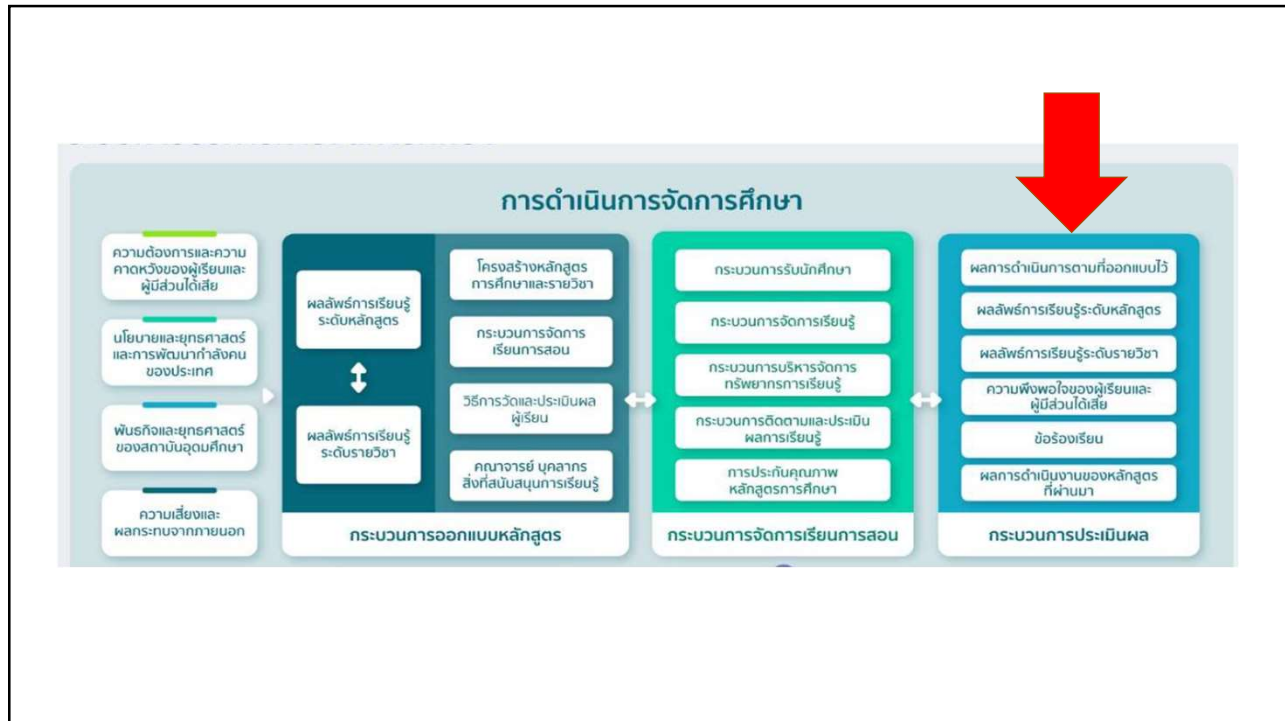 การดำเนินการจัดการศึกษา
ความต้องการและความ
คาดหวังของผู้เรียนและ
ผู้มีส่วนได้เสีย
นโยบายและยุทธศาสตร์
และการพัฒนากำลังคน
ของประเทศ
พันธกิจและยุทธศาสตร์
ของสถาบันอุดมศึกษา
ความเสี่ยงและ
ผลกระทบจากภายนอก
ผลลัพธ์การเรียนรู้
ระดับหลักสูตร
ผลลัพธ์การเรียนรู้
ระดับรายวิชา
โครงสร้างหลักสูตร
การศึกษาและรายวิชา
กระบวนการจัดการ
เรียนการสอน
วิธีการวัดและประเมินผล
ผู้เรียน
คณาจารย์ บุคลากร
สิ่งที่สนับสนุนการเรียนรู้
กระบวนการออกแบบหลักสูตร
กระบวนการรับนักศึกษา
กระบวนการจัดการเรียนรู้
กระบวนการบริหารจัดการ
ทรัพยากรการเรียนรู้
กระบวนการติดตามและประเมิน
ผลการเรียนรู้
การประกันคุณภาพ
หลักสูตรการศึกษา
กระบวนการจัดการเรียนการสอน
ผลการดำเนินการตามที่ออกแบบไว้
ผลลัพธ์การเรียนรู้ระดับหลักสูตร
ผลลัพธ์การเรียนรู้ระดับรายวิชา
ความพึงพอใจของผู้เรียนและ
ผู้มีส่วนได้เสีย
ข้อร้องเรียน
ผลการดำเนินงานของหลักสูตร
ที่ผ่านมา
กระบวนการประเมินผล